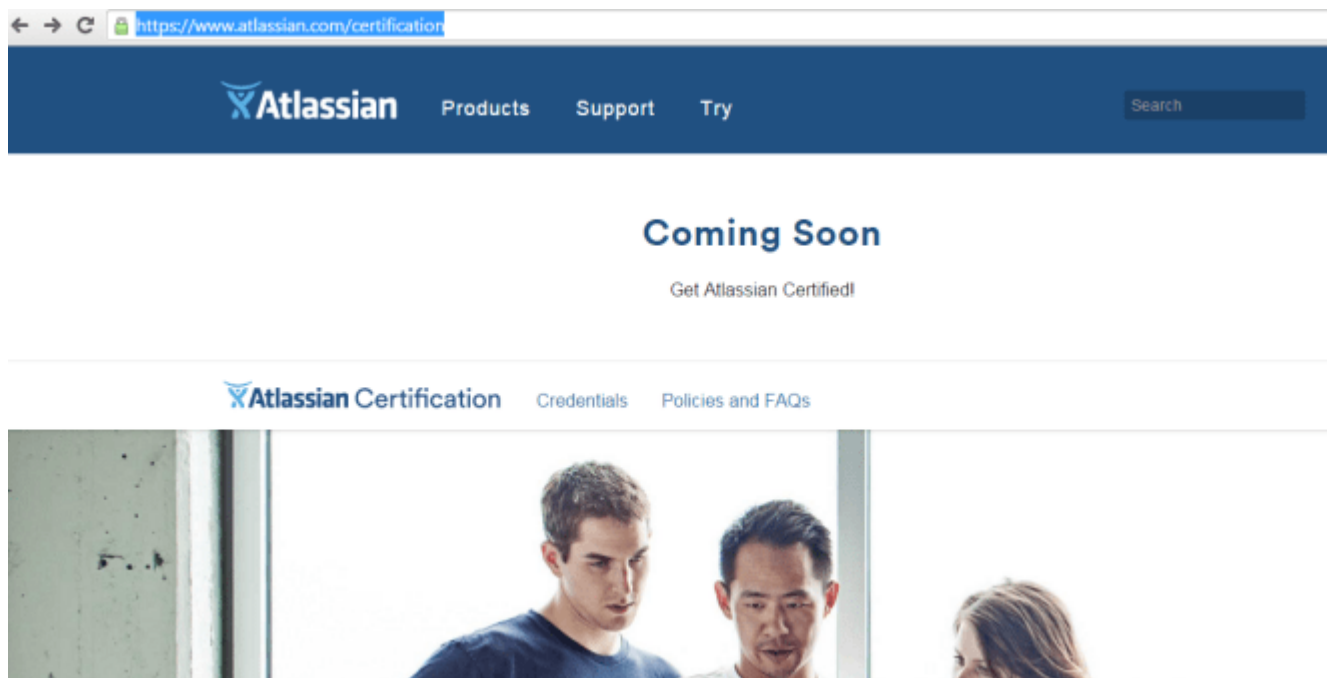 https://www.atlassian.com/certification
Atlassian Products Support Try Search
Coming Soon
Get Atlassian Certified!
Atlassian Certification Credentials Policies and FAQs